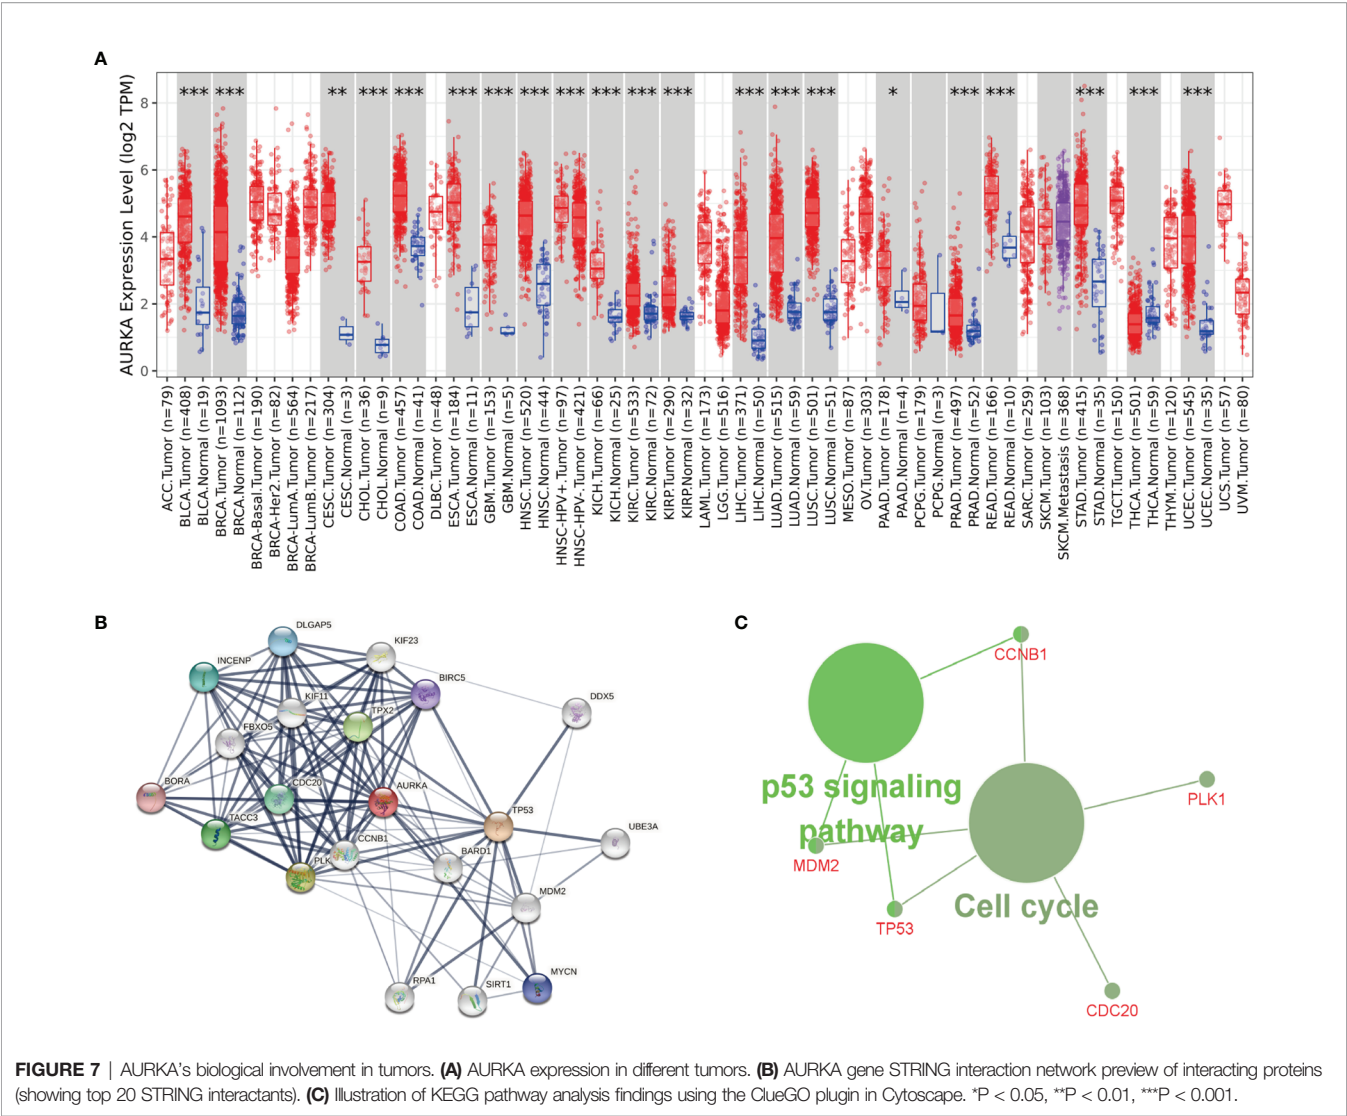 A
AURKA Expression Level (log2 TPM)
8
6
4
2
0
*** *** ** *** *** *** *** *** *** *** *** *** *** *** *** * *** *** *** *** ***
ACC.Tumor (n=79)
BLCA.Tumor (n=408)
BLCA.Normal (n=19)
BRCA.Tumor (n=1093)
BRCA.Normal (n=112)
BRCA-Basal.Tumor (n=190)
BRCA-Her2.Tumor (n=82)
BRCA-LumA.Tumor (n=564)
BRCA-LumB.Tumor (n=217)
CESC.Tumor (n=304)
CESC.Normal (n=3)
CHOL.Tumor (n=36)
CHOL.Normal (n=9)
COAD.Tumor (n=457)
COAD.Normal (n=41)
DLBC.Tumor (n=48)
ESCA.Tumor (n=184)
ESCA.Normal (n=11)
GBM.Tumor (n=153)
GBM.Normal (n=5)
HNSC.Tumor (n=520)
HNSC.Normal (n=44)
HNSC-HPV+.Tumor (n=97)
HNSC-HPV-.Tumor (n=421)
KICH.Tumor (n=66)
KICH.Normal (n=25)
KIRC.Tumor (n=533)
KIRC.Normal (n=72)
KIRP.Tumor (n=290)
KIRP.Normal (n=32)
LAML.Tumor (n=173)
LGG.Tumor (n=516)
LIHC.Tumor (n=371)
LIHC.Normal (n=50)
LUAD.Tumor (n=515)
LUAD.Normal (n=59)
LUSC.Tumor (n=501)
LUSC.Normal (n=51)
MESO.Tumor (n=87)
OV.Tumor (n=303)
PAAD.Tumor (n=178)
PAAD.Normal (n=4)
PCPG.Tumor (n=179)
PCPG.Normal (n=3)
PRAD.Tumor (n=497)
PRAD.Normal (n=52)
READ.Tumor (n=166)
READ.Normal (n=10)
SARC.Tumor (n=259)
SKCM.Tumor (n=103)
SKCM.Metastasis (n=368)
STAD.Tumor (n=415)
STAD.Normal (n=35)
TGCT.Tumor (n=150)
THCA.Tumor (n=501)
THCA.Normal (n=59)
THYM.Tumor (n=120)
UCEC.Tumor (n=545)
UCEC.Normal (n=35)
UCS.Tumor (n=57)
UVM.Tumor (n=80)
B
DLGAP5
KIF23
INCENP
BIRC5
KIF11
DDX5
TPX2
FBXO5
BORA
CDC20
AURKA
TP53
TACC3
UBE3A
CCNB1
BARD1
PLK
MDM2
MYCN
RPA1
SIRT1
C
CCNB1
p53 signaling
pathway
PLK1
MDM2
Cell cycle
TP53
CDC20
FIGURE 7 | AURKA's biological involvement in tumors. (A) AURKA expression in different tumors. (B) AURKA gene STRING interaction network preview of interacting proteins
(showing top 20 STRING interactants). (C) Illustration of KEGG pathway analysis findings using the ClueGO plugin in Cytoscape. *P < 0.05, **P < 0.01, ***P < 0.001.